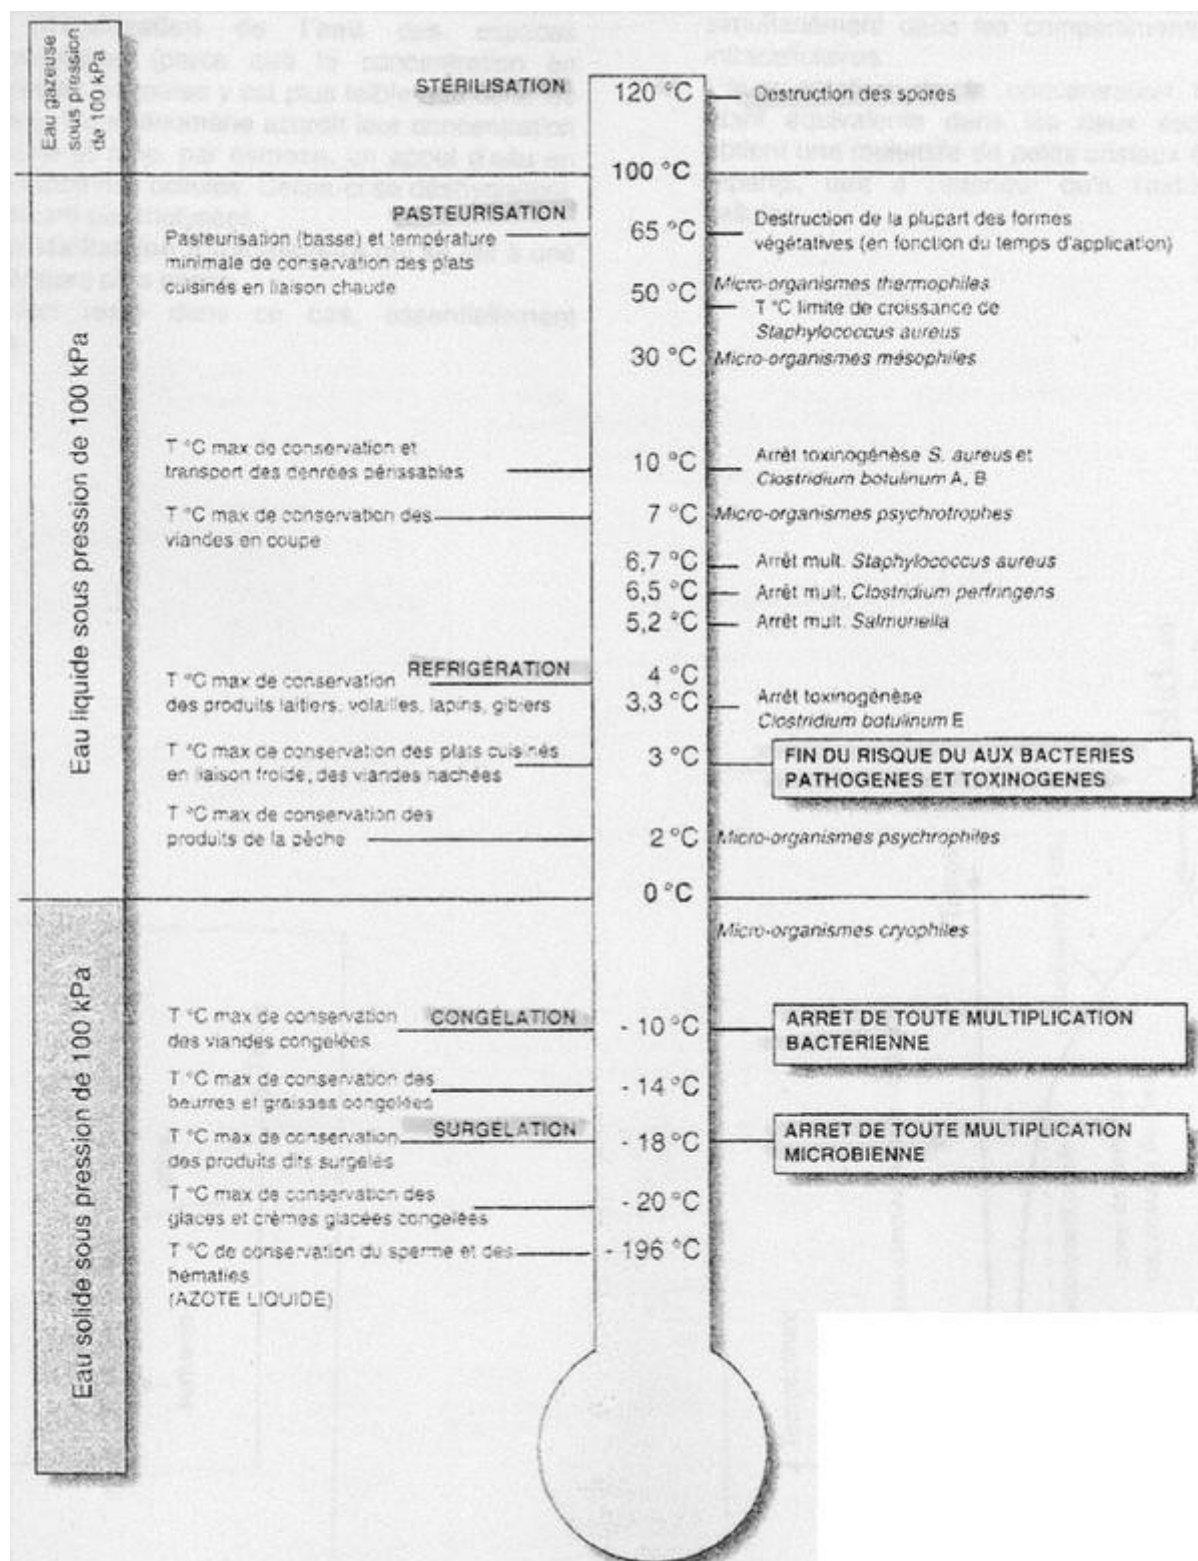 Eau gazeuse
sous pression
de 100 kPa
Eau liquide sous pression de 100 kPa
Eau solide sous pression de 100 kPa
STÉRILISATION
120 °C
Destruction des spores
100 °C
PASTEURISATION
Pasteurisation (basse) et température
minimale de conservation des plats
cuisinés en liaison chaude
65 °C
Destruction de la plupart des formes
végétatives (en fonction du temps d'application)
50 °C
Micro-organismes thermophiles
T °C limite de croissance de
Staphylococcus aureus
30 °C
Micro-organismes mésophiles
T °C max de conservation et
transport des denrées périssables
10 °C
Arrêt toxinogénèse S. aureus et
Clostridium botulinum A, B
T °C max de conservation des
viandes en coupe
7 °C
Micro-organismes psychrotrophes
6,7 °C
Arrêt mult. Staphylococcus aureus
6,5 °C
Arrêt mult. Clostridium perfringens
5,2 °C
Arrêt mult. Salmonella
REFRIGÉRATION
T °C max de conservation
des produits laitiers, volailles, lapins, gibiers
4 °C
3,3 °C
Arrêt toxinogénèse
Clostridium botulinum E
T °C max de conservation des plats cuisinés
en liaison froide, des viandes hachées
3 °C
FIN DU RISQUE DU AUX BACTERIES
PATHOGENES ET TOXINOGENES
T °C max de conservation des
produits de la pêche
2 °C
Micro-organismes psychrophiles
0 °C
Micro-organismes cryophiles
CONGÉLATION
T °C max de conservation
des viandes congelées
- 10 °C
ARRET DE TOUTE MULTIPLICATION
BACTERIENNE
T °C max de conservation des
beurres et graisses congelées
- 14 °C
SURGÉLATION
T °C max de conservation
des produits dits surgelés
- 18 °C
ARRET DE TOUTE MULTIPLICATION
MICROBIENNE
T °C max de conservation des
glaces et crèmes glacées congelées
- 20 °C
T °C de conservation du sperme et des
hématies
(AZOTE LIQUIDE)
- 196 °C